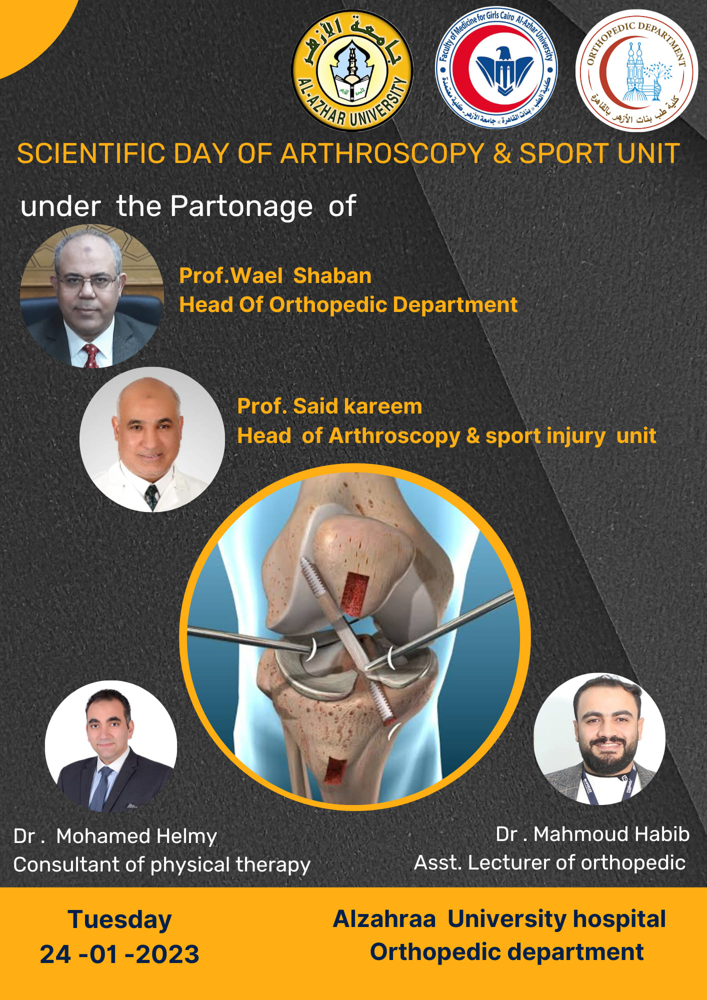 جامعة الأزهر
AL-AZHAR UNIVERSITY
جامعة الأزهر
Faculty of Medicine for Girls Cairo Al-Azhar University
كلية الطب « بنات القاهرة » جامعة الأزهر - كلية معتمدة
ORTHOPEDIC DEPARTMENT
كلية طب بنات الأزهر بالقاهرة
SCIENTIFIC DAY OF ARTHROSCOPY & SPORT UNIT
under the Partonage of
Prof.Wael Shaban
Head Of Orthopedic Department
Prof. Said kareem
Head of Arthroscopy & sport injury unit
Dr . Mohamed Helmy
Consultant of physical therapy
Dr . Mahmoud Habib
Asst. Lecturer of orthopedic
Tuesday
24 -01 -2023
Alzahraa University hospital
Orthopedic department